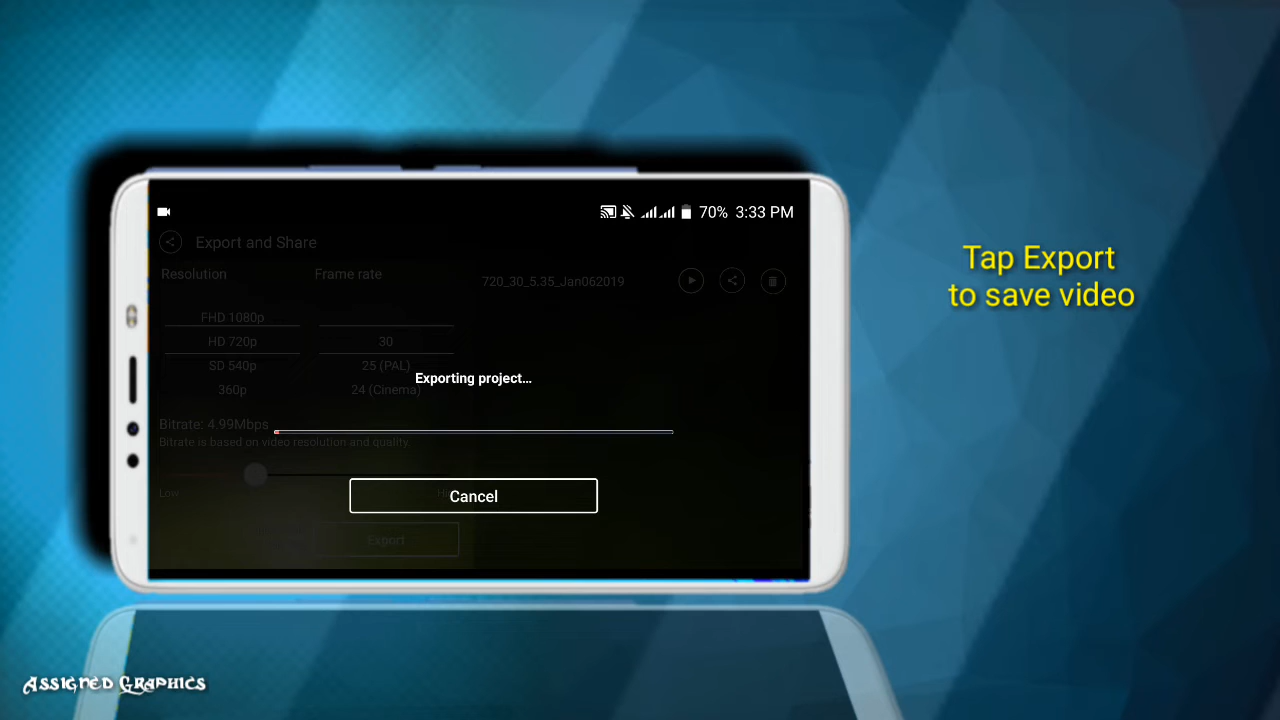 70% 3:33 PM
Export and Share
Resolution Frame rate
720_30_5.35_Jan062019
FHD 1080p
HD 720p 30
SD 540p 25 (PAL)
360p 24 (Cinema)
Exporting project...
Bitrate: 4.99Mbps
Bitrate is based on video resolution and quality.
Low
Cancel
Export
Tap Export
to save video
Assigned Graphics